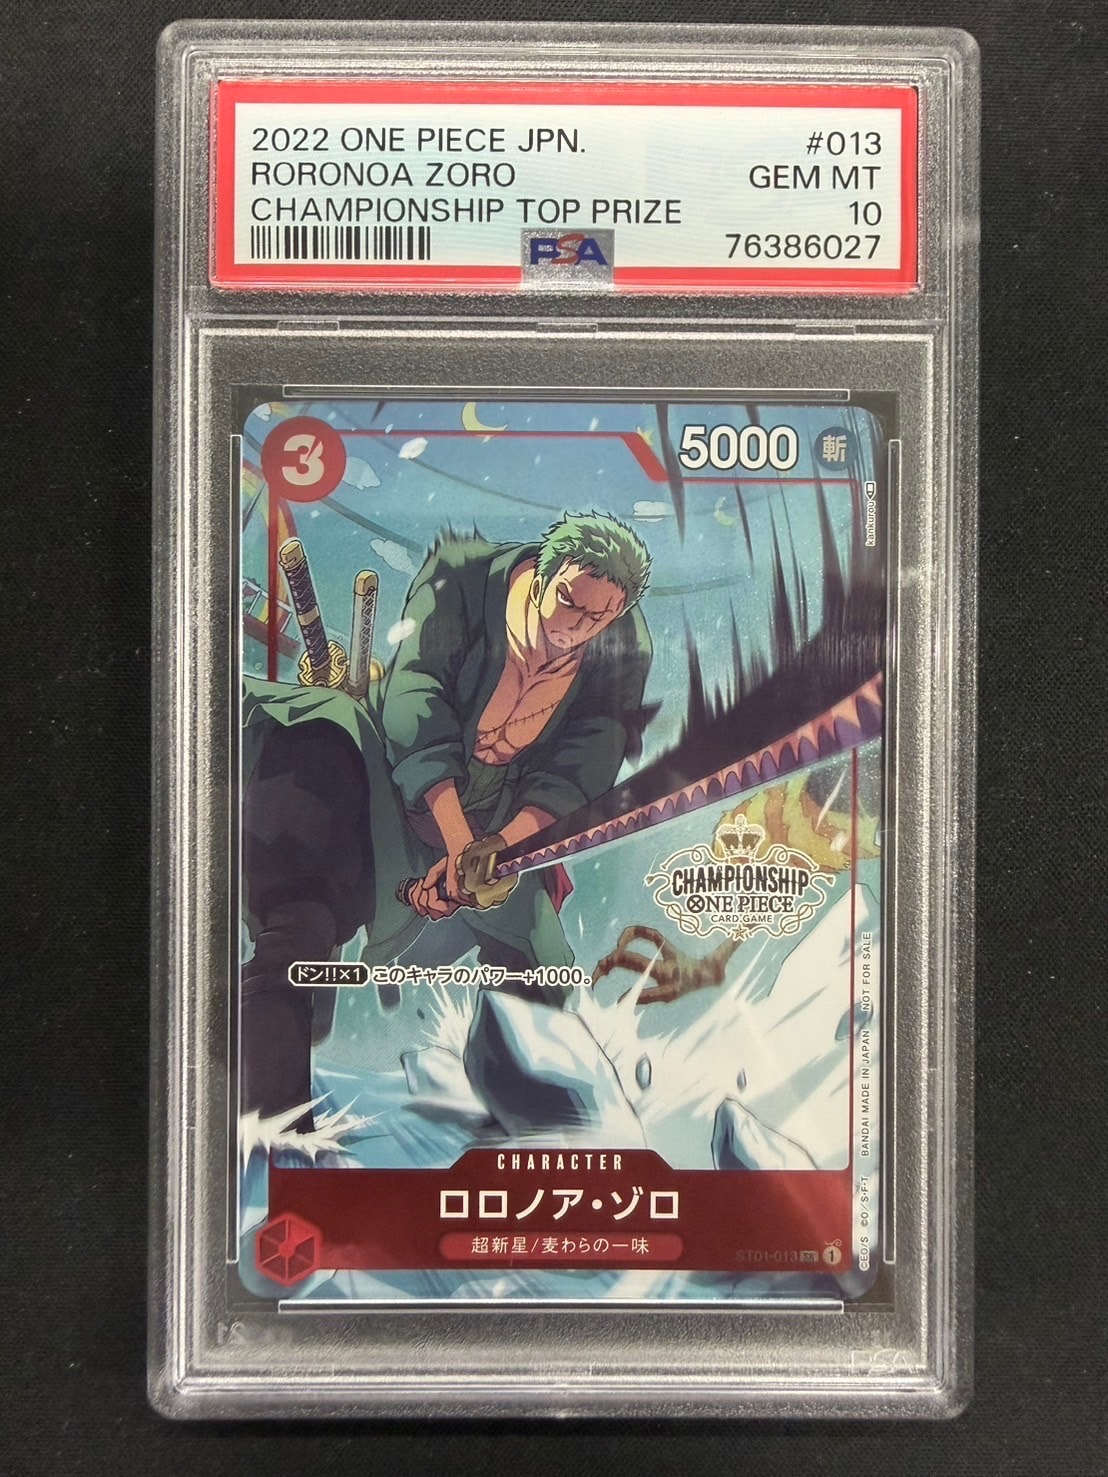 2022 ONE PIECE JPN. #013
RORONOA ZORO GEM MT
CHAMPIONSHIP TOP PRIZE 10
76386027
PSA
3
5000 斬
kankurou
CHAMPIONSHIP
ONE PIECE
CARD GAME
ドン!!×1 このキャラのパワー+1000。
CHARACTER
ロロノア・ゾロ
超新星/麦わらの一味
ST01-013 SR 1
©E.O/S ©O/S・F・T BANDAI MADE IN JAPAN NOT FOR SALE
PSA